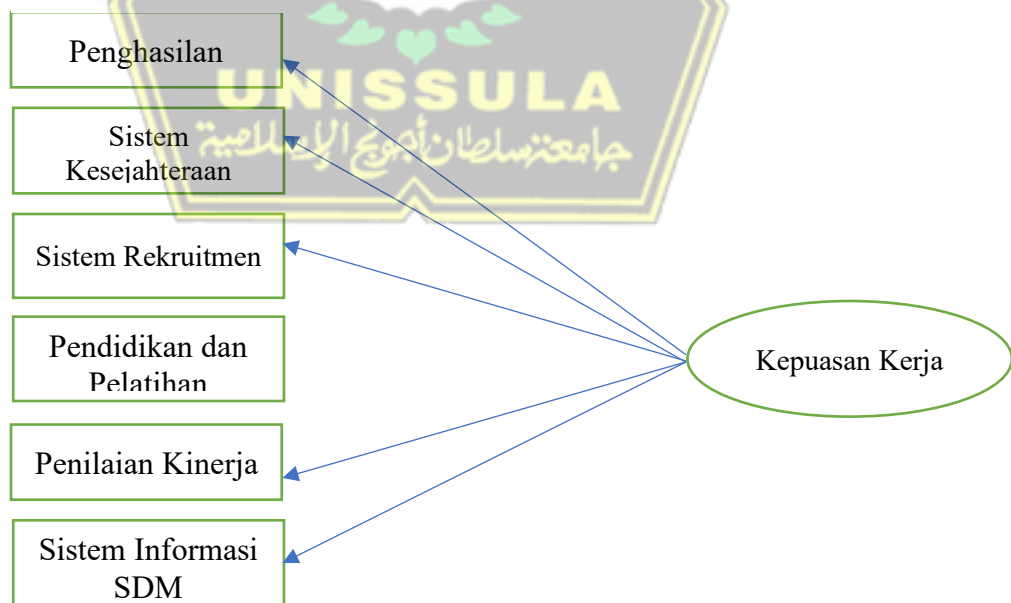 Penghasilan
UNISSULA
جامعة سلطان أجونج الإسلامية
Sistem
Kesejahteraan
Sistem Rekruitmen
Pendidikan dan
Pelatihan
Kepuasan Kerja
Penilaian Kinerja
Sistem Informasi
SDM